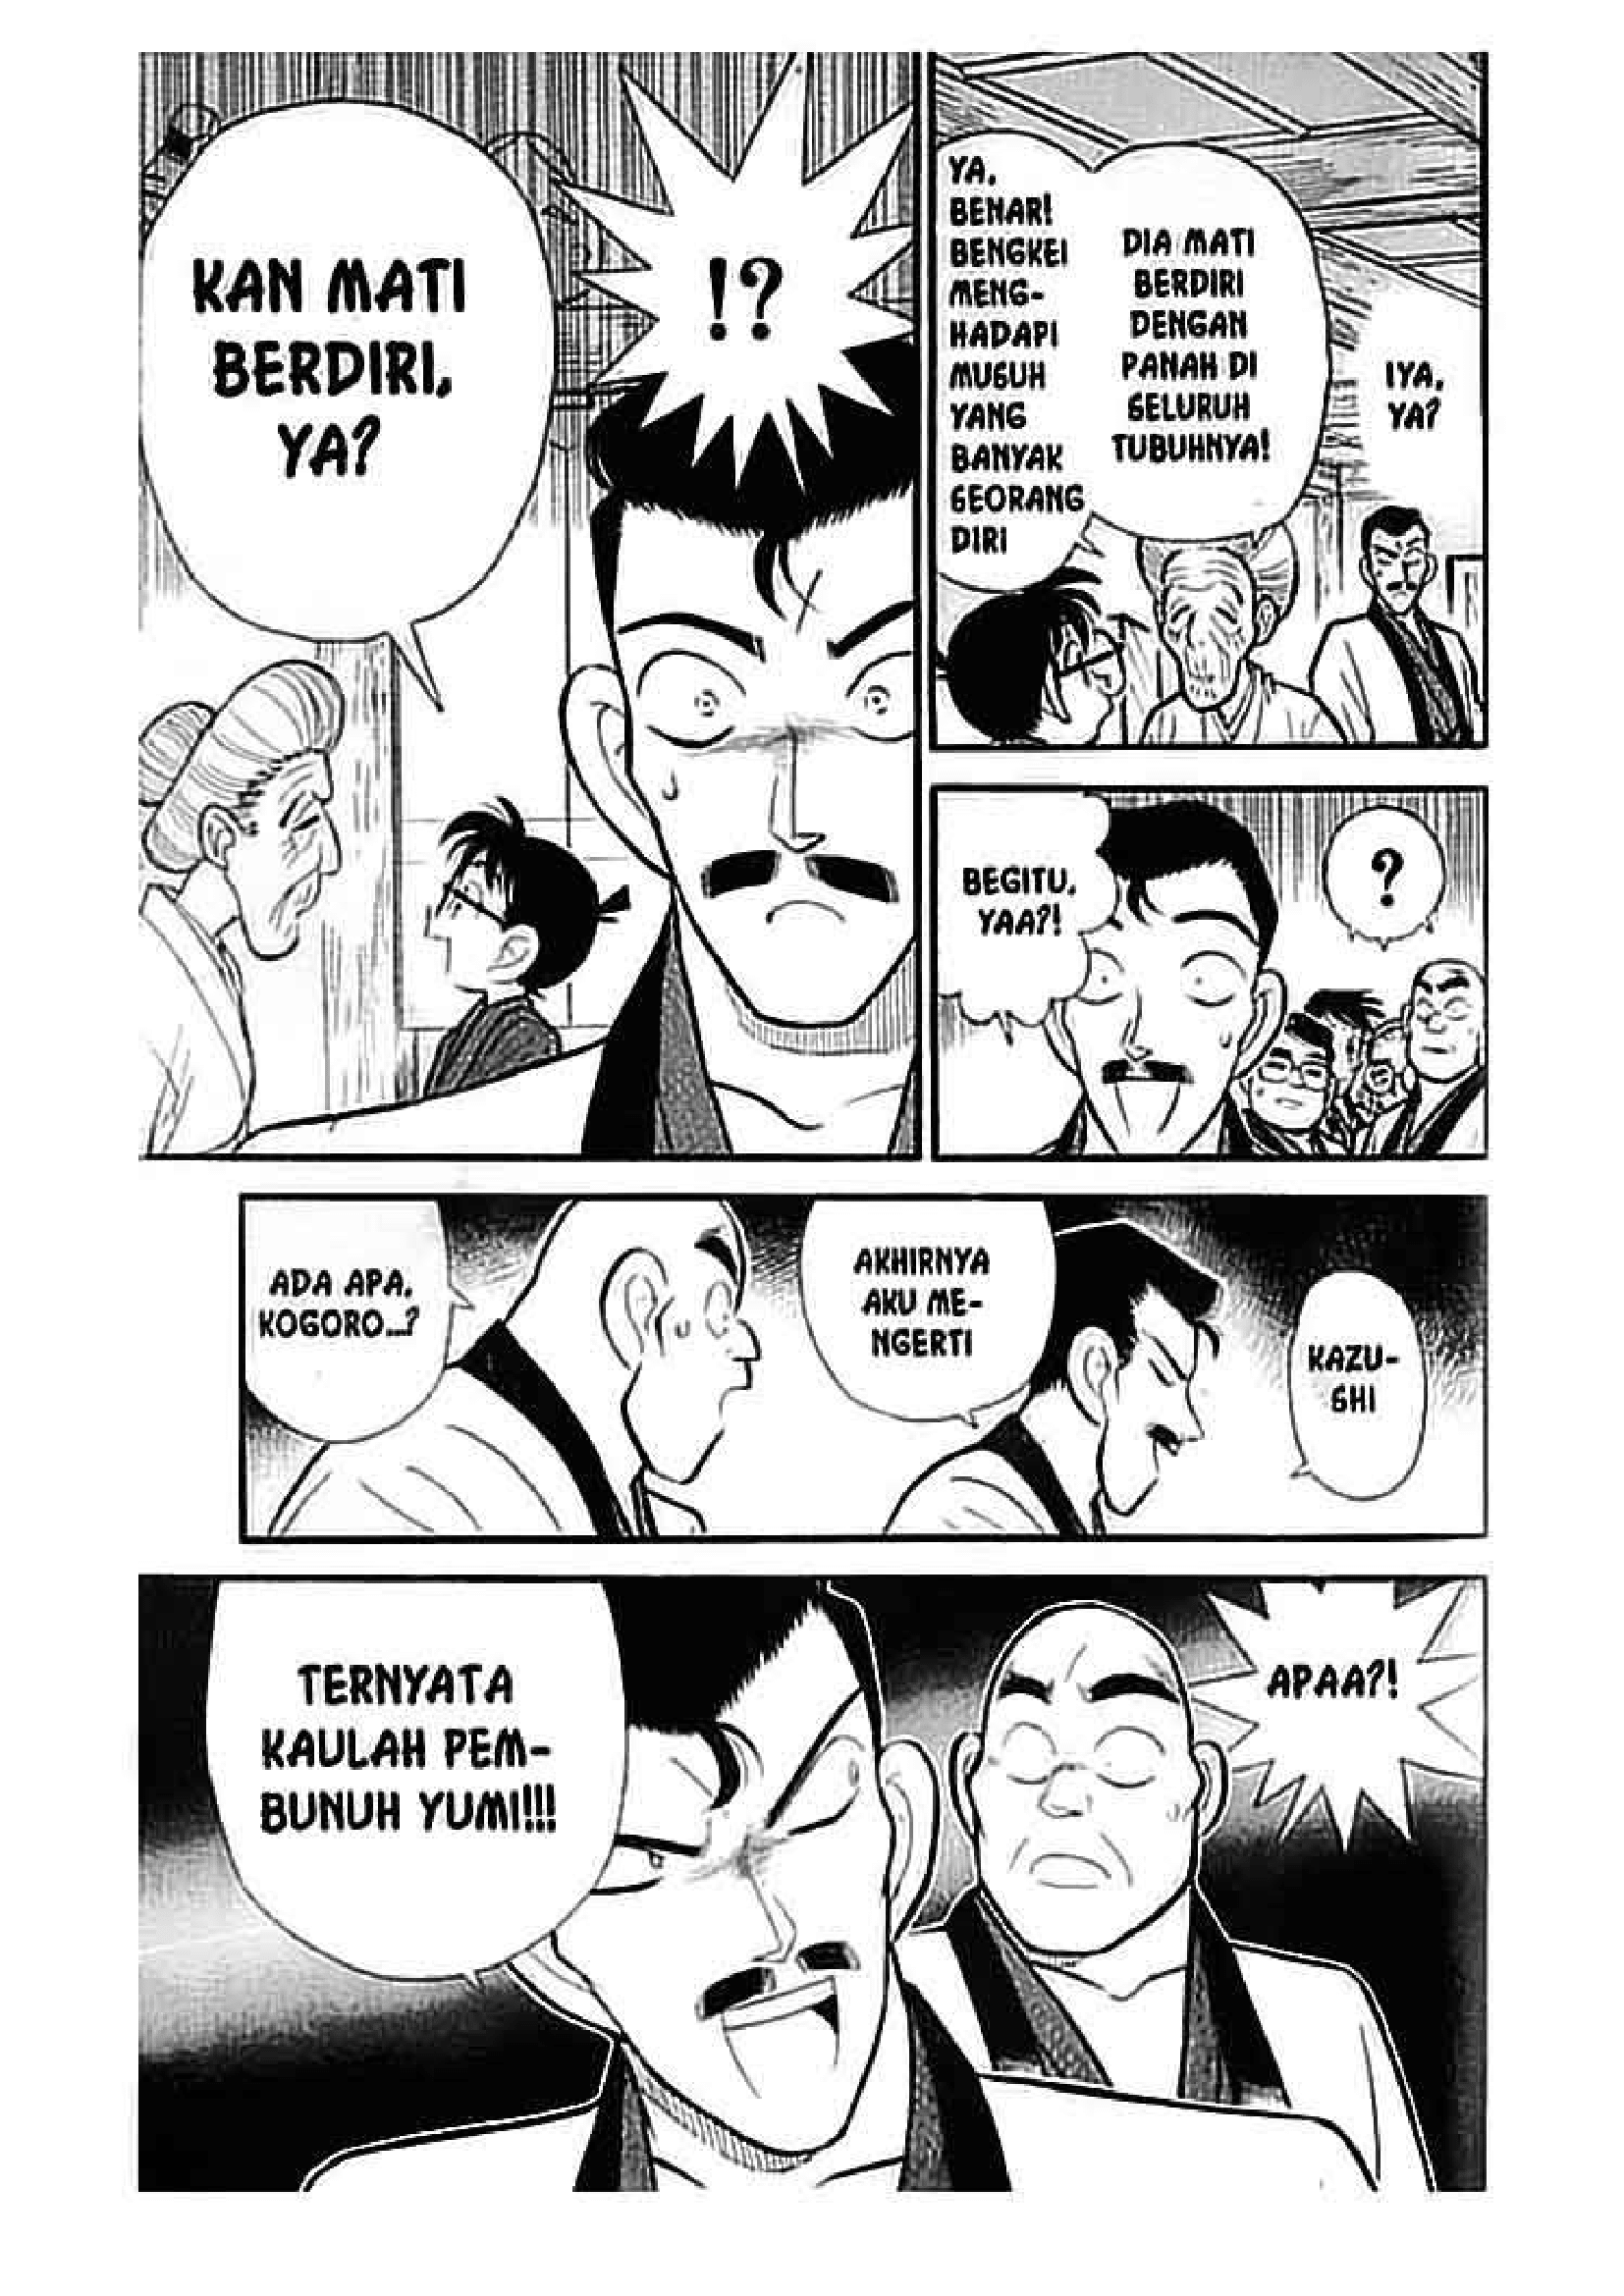 IYA,
YA?
DIA MATI
BERDIRI
DENGAN
PANAH DI
SELURUH
TUBUHNYA!
YA,
BENAR!
BENGKEI
MENG-
HADAPI
MUSUH
YANG
BANYAK
SEORANG
DIRI
KAN MATI
BERDIRI,
YA?
!?
?
BEGITU,
YAA?!
KAZU-
SHI
AKHIRNYA
AKU ME-
NGERTI
ADA APA,
KOGORO...?
APAA?!
TERNYATA
KAULAH PEM-
BUNUH YUMI!!!